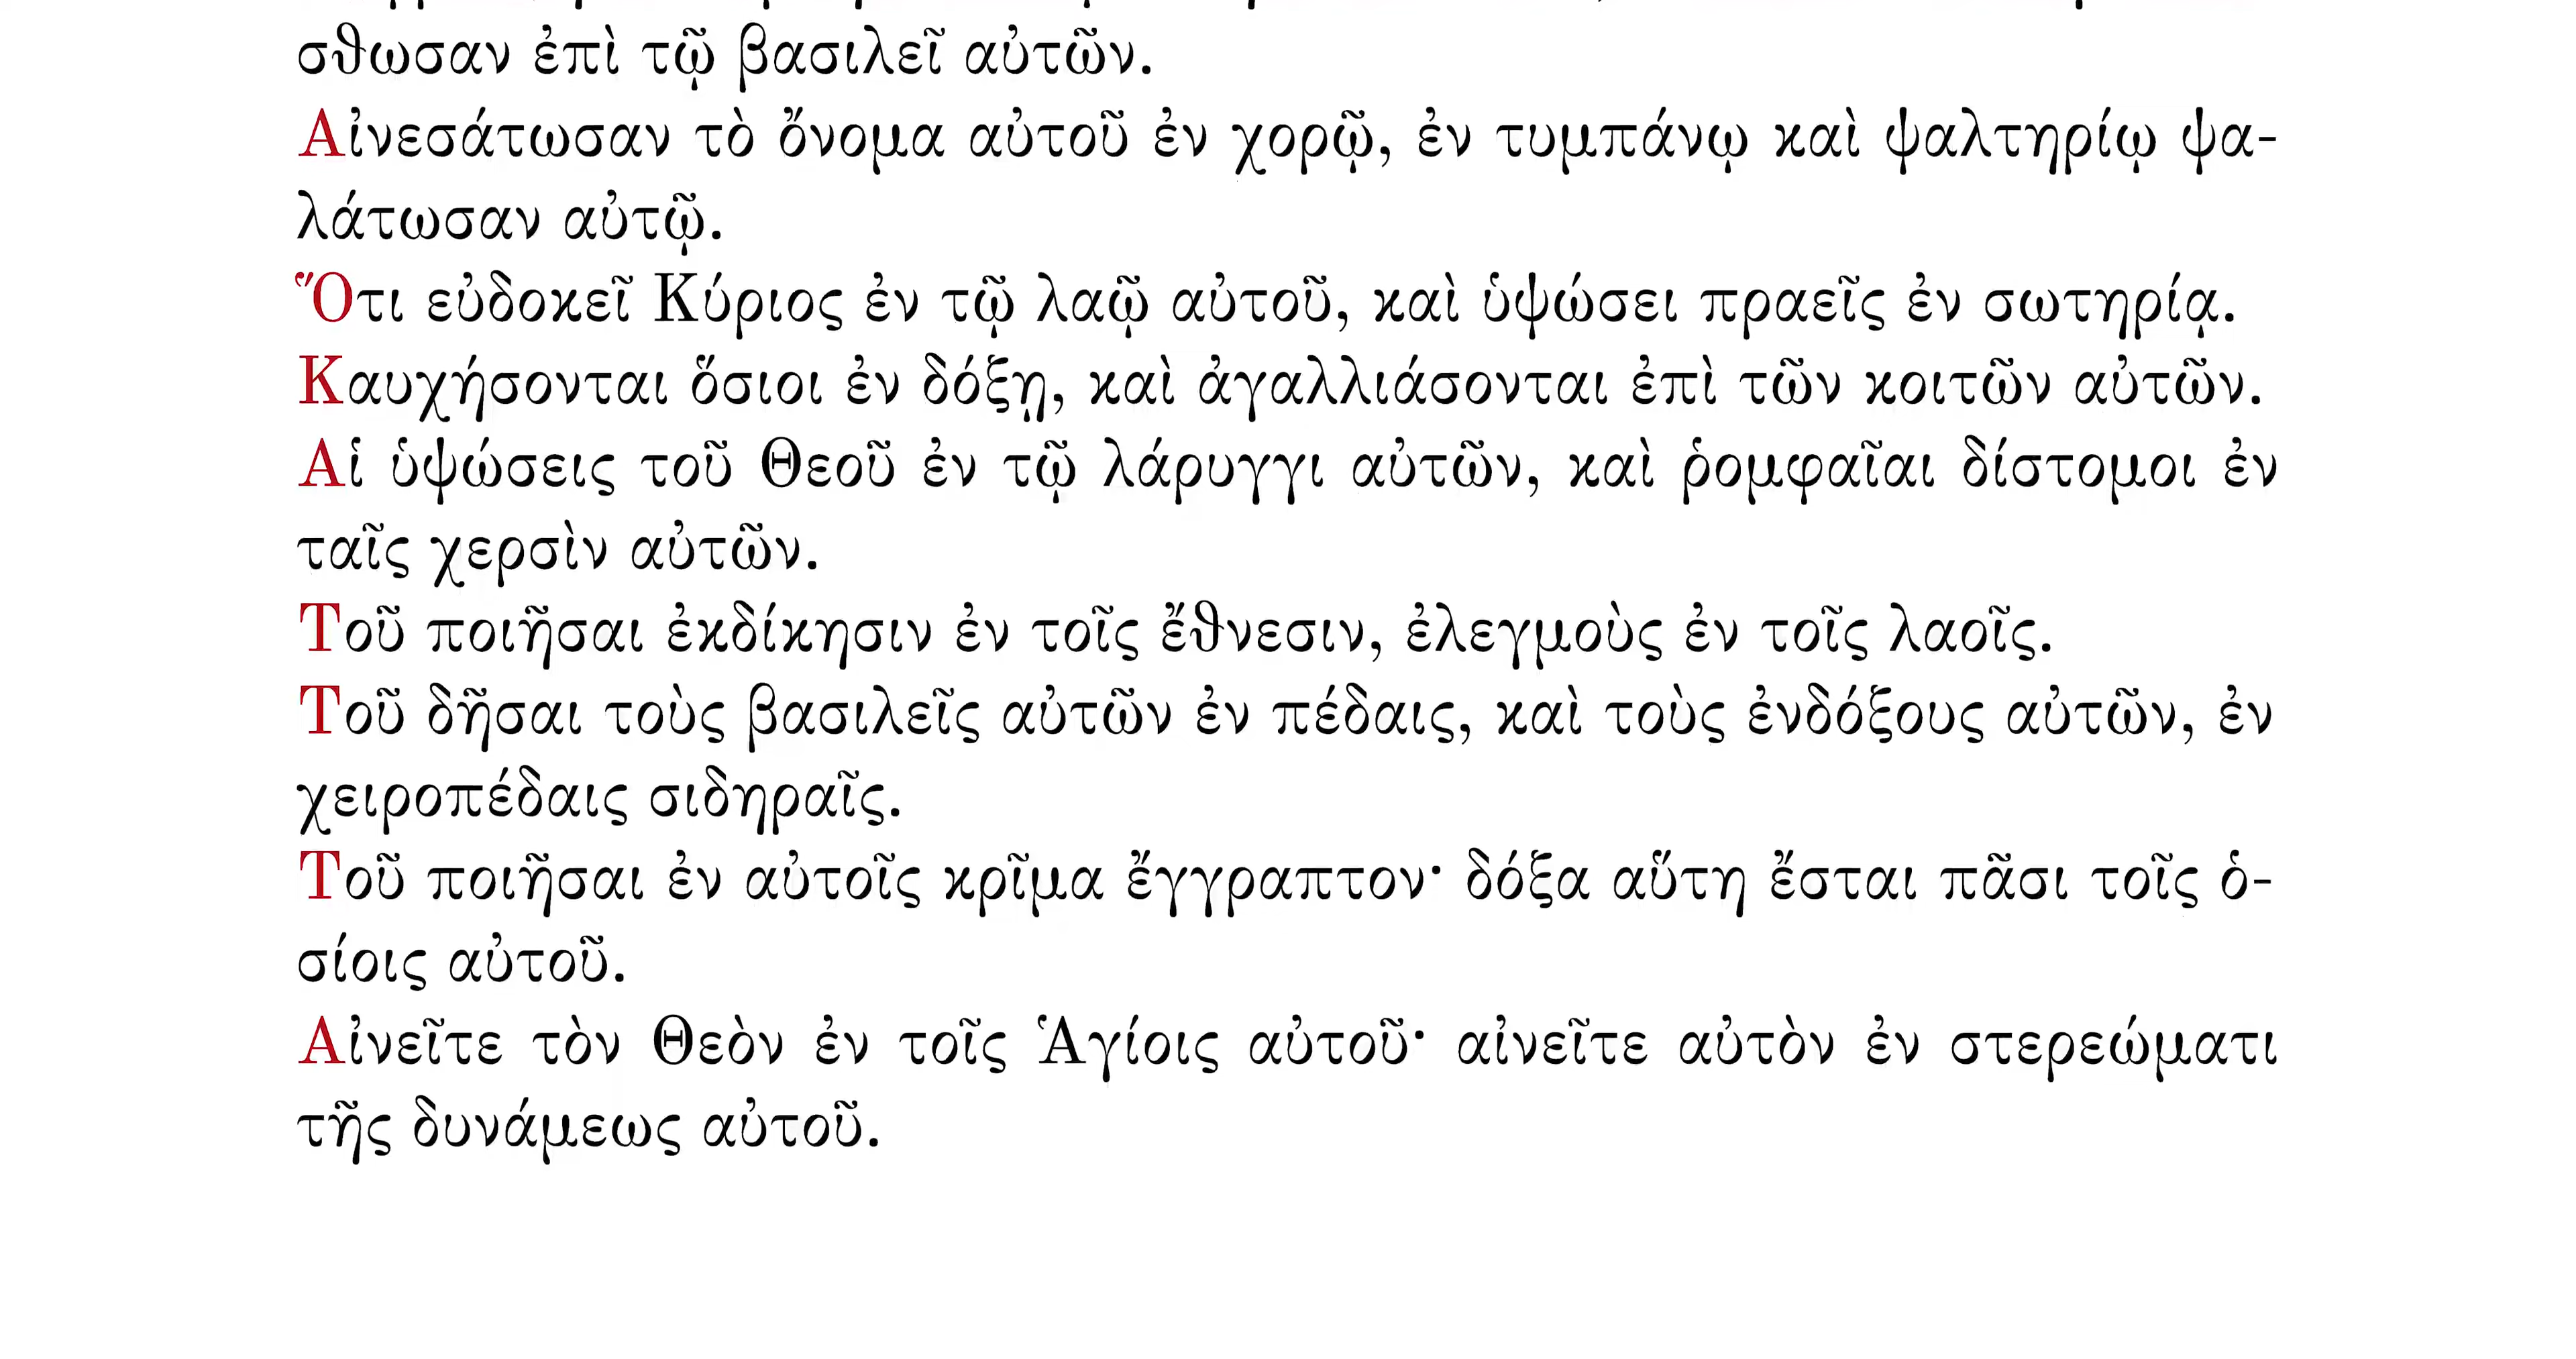 σθωσαν ἐπὶ τῷ βασιλεῖ αὐτῶν.
Αἰνεσάτωσαν τὸ ὄνομα αὐτοῦ ἐν χορῷ, ἐν τυμπάνῳ καὶ ψαλτηρίῳ ψα-
λάτωσαν αὐτῷ.
Ὅτι εὐδοκεῖ Κύριος ἐν τῷ λαῷ αὐτοῦ, καὶ ὑψώσει πραεῖς ἐν σωτηρίᾳ.
Καυχήσονται ὅσιοι ἐν δόξῃ, καὶ ἀγαλλιάσονται ἐπὶ τῶν κοιτῶν αὐτῶν.
Αἱ ὑψώσεις τοῦ Θεοῦ ἐν τῷ λάρυγγι αὐτῶν, καὶ ῥομφαῖαι δίστομοι ἐν
ταῖς χερσὶν αὐτῶν.
Τοῦ ποιῆσαι ἐκδίκησιν ἐν τοῖς ἔθνεσιν, ἐλεγμοὺς ἐν τοῖς λαοῖς.
Τοῦ δῆσαι τοὺς βασιλεῖς αὐτῶν ἐν πέδαις, καὶ τοὺς ἐνδόξους αὐτῶν, ἐν
χειροπέδαις σιδηραῖς.
Τοῦ ποιῆσαι ἐν αὐτοῖς κρῖμα ἔγγραπτον· δόξα αὕτη ἔσται πᾶσι τοῖς ὁ-
σίοις αὐτοῦ.
Αἰνεῖτε τὸν Θεὸν ἐν τοῖς Ἁγίοις αὐτοῦ· αἰνεῖτε αὐτὸν ἐν στερεώματι
τῆς δυνάμεως αὐτοῦ.